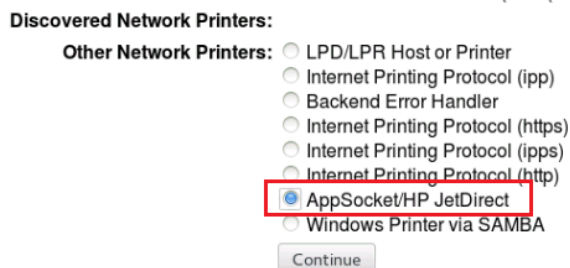 Discovered Network Printers:
Other Network Printers: LPD/LPR Host or Printer
Internet Printing Protocol (ipp)
Backend Error Handler
Internet Printing Protocol (https)
Internet Printing Protocol (ipps)
Internet Printing Protocol (http)
AppSocket/HP JetDirect
Windows Printer via SAMBA
Continue